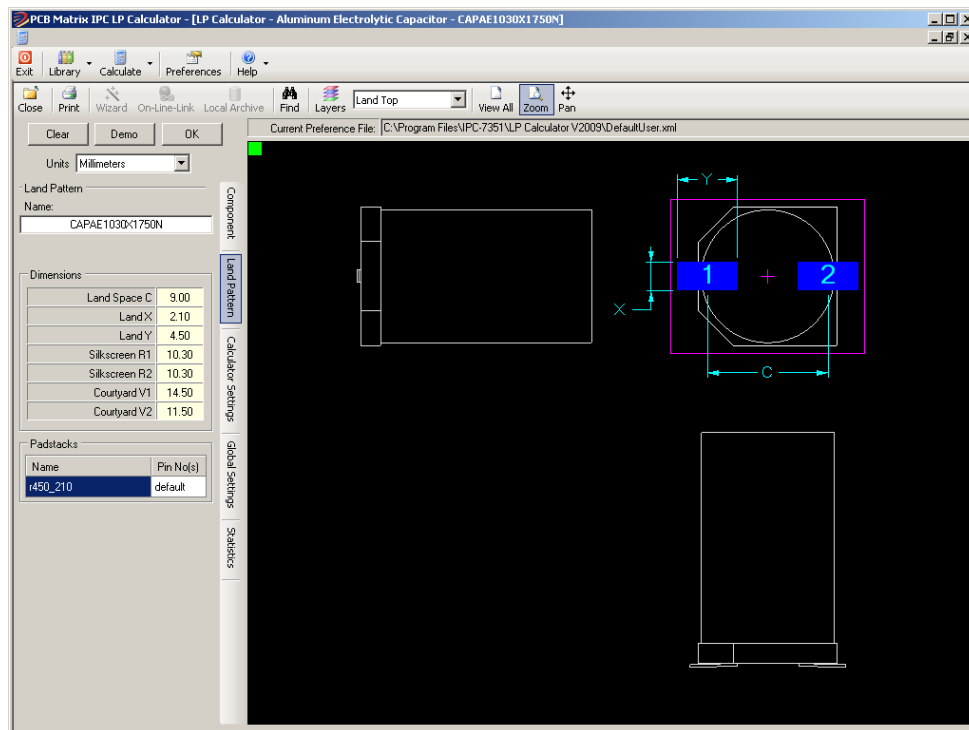 PCB Matrix IPC LP Calculator - [LP Calculator - Aluminum Electrolytic Capacitor - CAPAE1030X1750N]
Exit Library Calculate Preferences Help
Close Print Wizard On-Line-Link Local Archive Find Layers Land Top View All Zoom Pan
Clear Demo OK Current Preference File: C:\Program Files\IPC-7351\LP Calculator V2009\DefaultUser.xml
Units Millimeters
Land Pattern
Name:
CAPAE1030X1750N
Dimensions
Land Space C 9.00
Land X 2.10
Land Y 4.50
Silkscreen R1 10.30
Silkscreen R2 10.30
Courtyard V1 14.50
Courtyard V2 11.50
Padstacks
Name Pin No(s)
r450_210 default
Component
Land Pattern
Calculator Settings
Global Settings
Statistics
Y
1 2
X
C